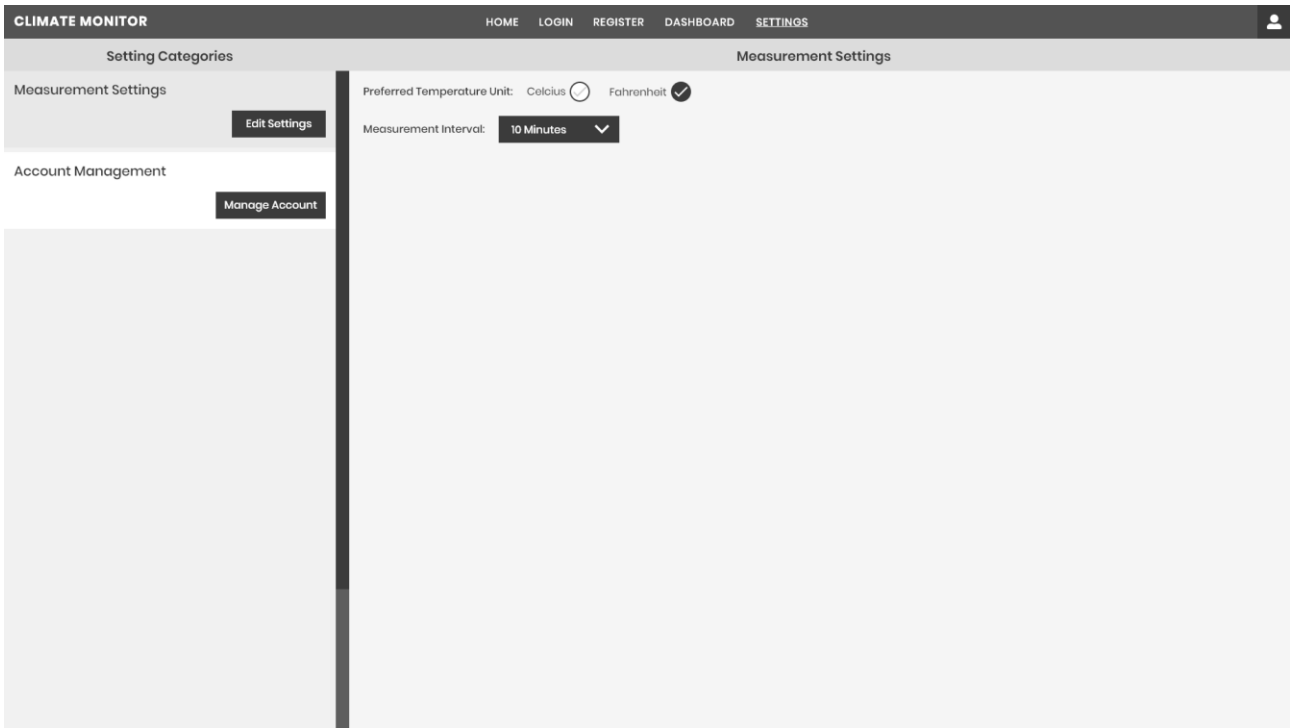 CLIMATE MONITOR
HOME LOGIN REGISTER DASHBOARD SETTINGS
Setting Categories
Measurement Settings
Measurement Settings
Edit Settings
Account Management
Manage Account
Preferred Temperature Unit: Celcius Fahrenheit
Measurement Interval: 10 Minutes